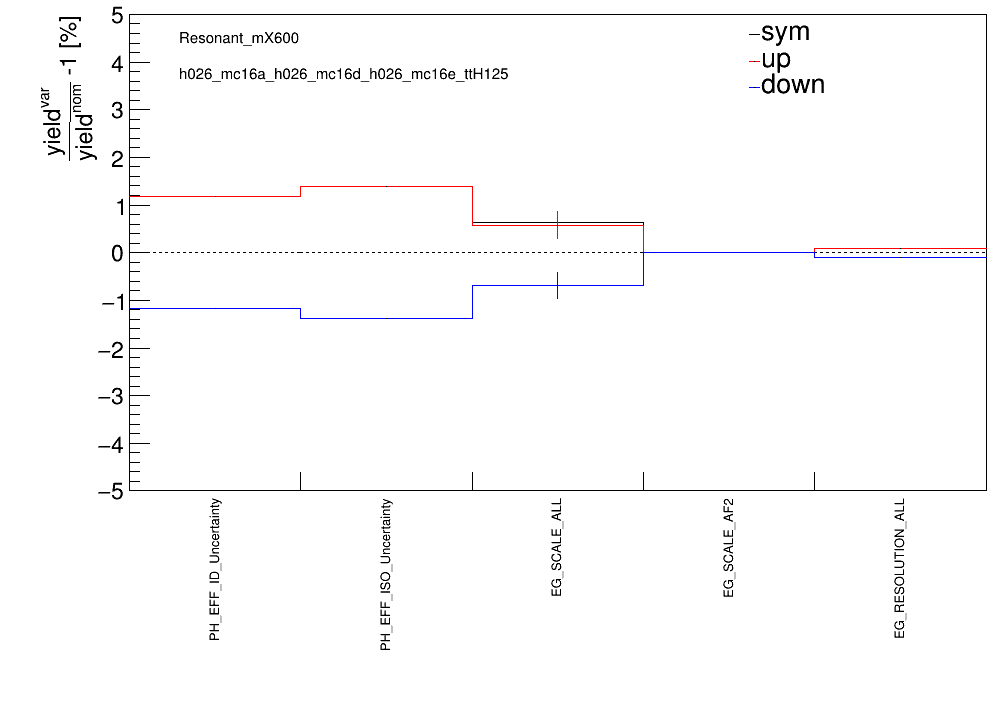 yield^var
yield^nom -1 [%]
5
4
3
2
1
0
−1
−2
−3
−4
−5
Resonant_mX600
h026_mc16a_h026_mc16d_h026_mc16e_ttH125
sym
up
down
PH_EFF_ID_Uncertainty
PH_EFF_ISO_Uncertainty
EG_SCALE_ALL
EG_SCALE_AF2
EG_RESOLUTION_ALL